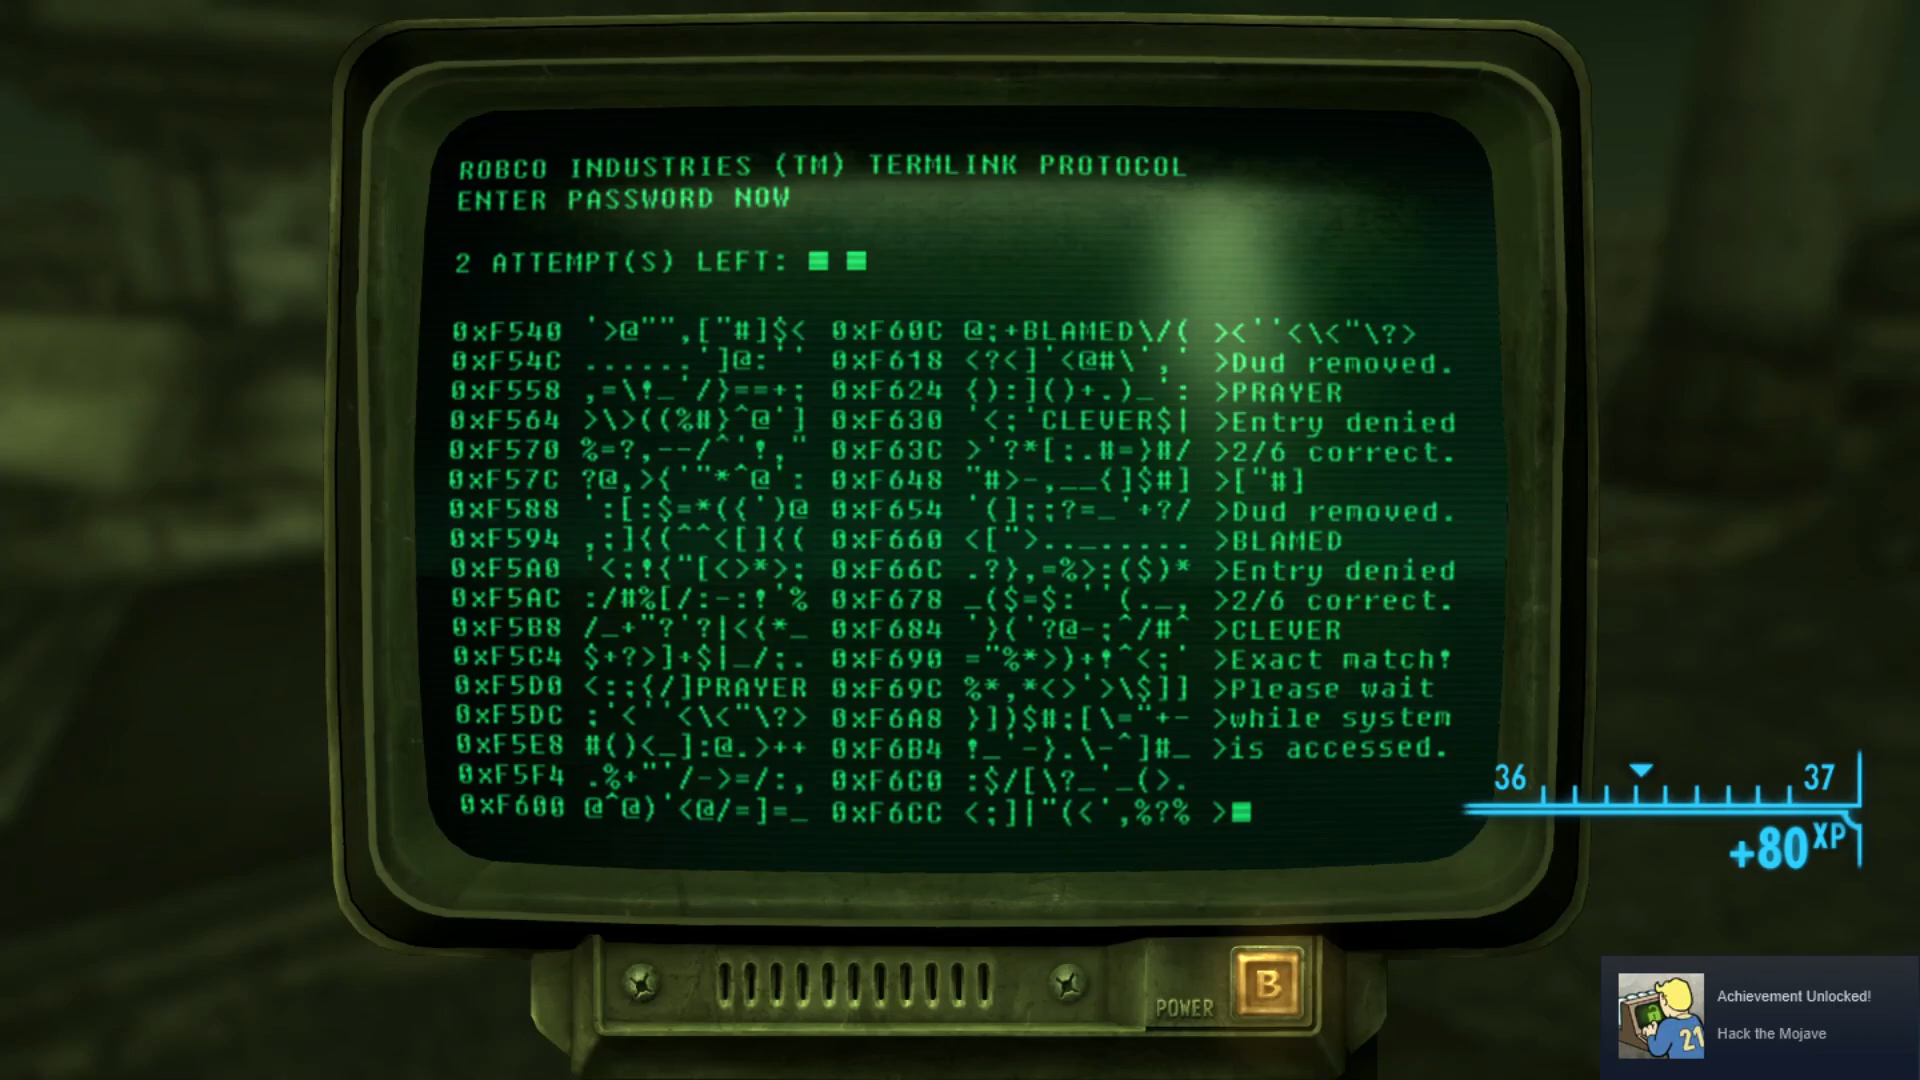 ROBCO INDUSTRIES (TM) TERMLINK PROTOCOL
ENTER PASSWORD NOW
2 ATTEMPT(S) LEFT:
0xF540 '>@"",["#]$< 0xF60C @;+BLAMED\/( ><''<\<"\?>
0xF54C ......']@:'' 0xF618 <?<]'<@#\',' >Dud removed.
0xF558 ,=\!_'/}==+; 0xF624 {):]()+.)_': >PRAYER
0xF564 >\>((%#}^@'] 0xF630 '<;'CLEVER$| >Entry denied
0xF570 %=?,--/^'!," 0xF63C >'?*[;.#=}#/ >2/6 correct.
0xF57C ?@,>{'"*^@': 0xF648 "#>-,__{]$#] >["#]
0xF588 ':[:$=*({')@ 0xF654 '(];;?=_'+?/ >Dud removed.
0xF594 ,;]{(^^<[]{( 0xF660 <[">.._..... >BLAMED
0xF5A0 '<;!{"[<>*>; 0xF66C .?},=%>:($)* >Entry denied
0xF5AC :/#%[/:-:!'% 0xF678 _($=$:''(._, >2/6 correct.
0xF5B8 /_+"?'?|<{*_ 0xF684 '}('?@-;^/#^ >CLEVER
0xF5C4 $+?>]+$|_/;. 0xF690 ="%*>)+!^<;' >Exact match!
0xF5D0 <:;{/]PRAYER 0xF69C %*,*<>'>\$]] >Please wait
0xF5DC ;'<''<\<"\?> 0xF6A8 }])$#;[\="+- >while system
0xF5E8 #()<_]:@.>++ 0xF6B4 !_'-}.\-^]#_ >is accessed.
0xF5F4 .%+"'/->=/:, 0xF6C0 :$/[\?_'_(>.
0xF600 @^@)'<@/=]=_ 0xF6CC <;]|"(<',%?% >
36 37
+80 XP
POWER
B
21
Achievement Unlocked!
Hack the Mojave